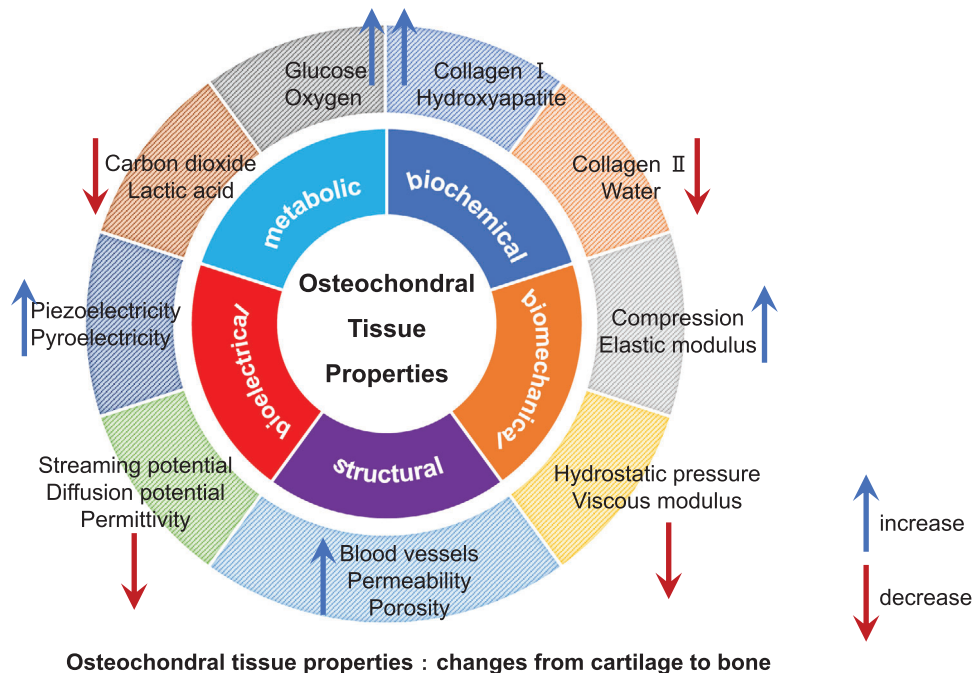 Glucose
Oxygen
Collagen Ⅰ
Hydroxyapatite
Carbon dioxide
Lactic acid
Collagen Ⅱ
Water
metabolic
biochemical
Osteochondral
Tissue
Properties
Piezoelectricity
Pyroelectricity
Compression
Elastic modulus
bioelectrical
biomechanical
structural
Streaming potential
Diffusion potential
Permittivity
Hydrostatic pressure
Viscous modulus
Blood vessels
Permeability
Porosity
increase
decrease
Osteochondral tissue properties : changes from cartilage to bone